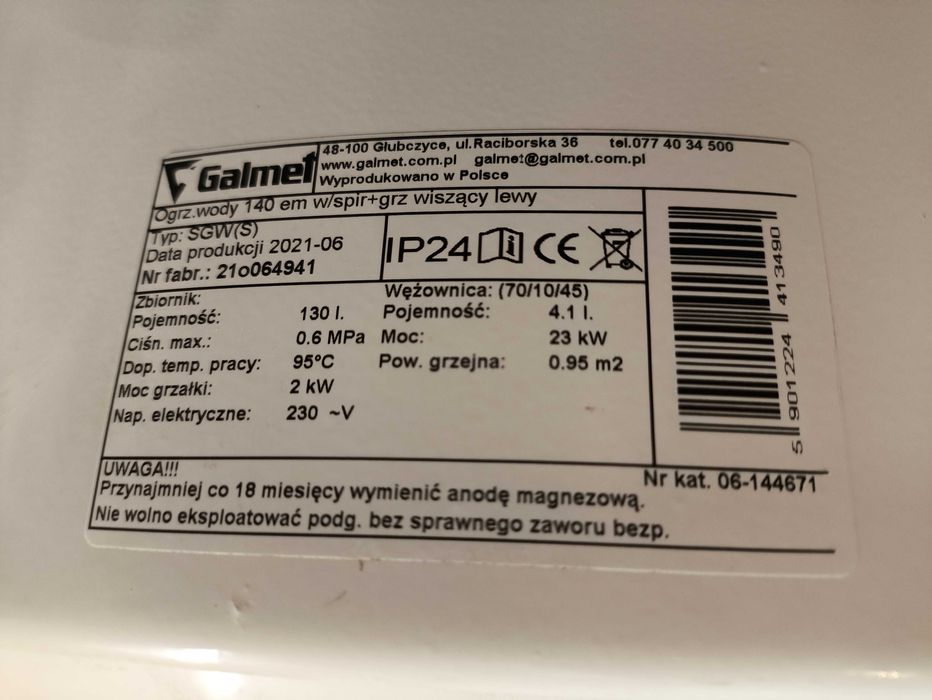 Galmet
48-100 Głubczyce, ul.Raciborska 36 tel.077 40 34 500
www.galmet.com.pl galmet@galmet.com.pl
Wyprodukowano w Polsce
Ogrz.wody 140 em w/spir+grz wiszący lewy
Typ: SGW(S)
Data produkcji 2021-06
Nr fabr.: 21o064941
IP24 CE
Zbiornik:
Pojemność: 130 l.
Ciśn. max.: 0.6 MPa
Dop. temp. pracy: 95°C
Moc grzałki: 2 kW
Nap. elektryczne: 230 ~V
Wężownica: (70/10/45)
Pojemność: 4.1 l.
Moc: 23 kW
Pow. grzejna: 0.95 m2
5 901224 413490
Nr kat. 06-144671
UWAGA!!!
Przynajmniej co 18 miesięcy wymienić anodę magnezową.
Nie wolno eksploatować podg. bez sprawnego zaworu bezp.